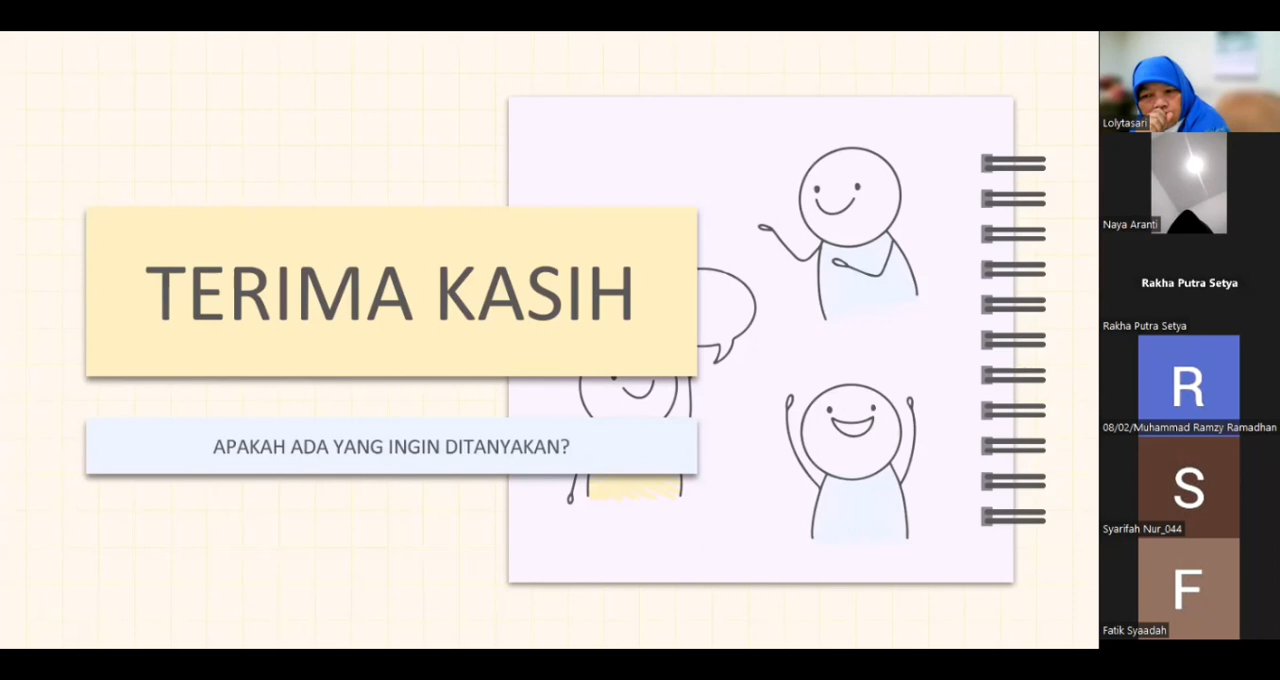 TERIMA KASIH
APAKAH ADA YANG INGIN DITANYAKAN?
Lolytasari
Naya Aranti
Rakha Putra Setya
Rakha Putra Setya
R
08/02/Muhammad Ramzy Ramadhan
S
Syarifah Nur_044
F
Fatik Syaadah